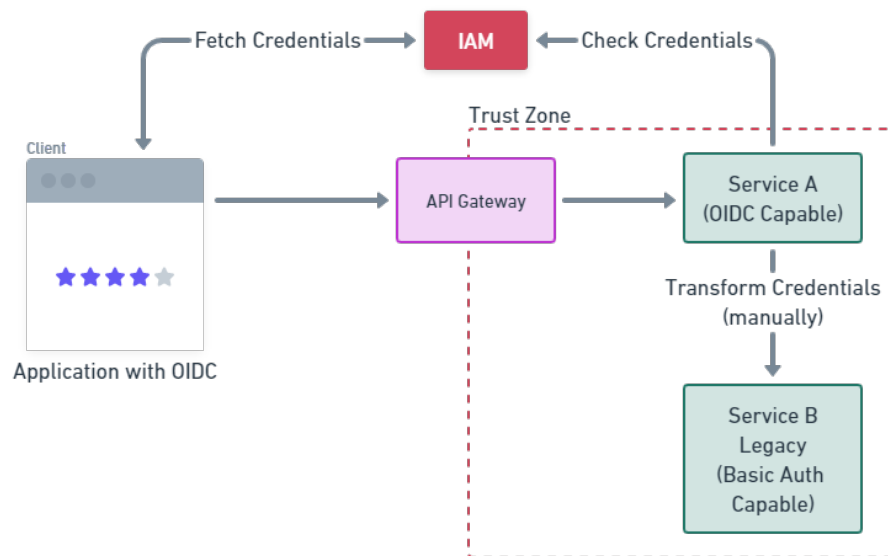 Fetch Credentials
IAM
Check Credentials
Trust Zone
Client
API Gateway
Service A
(OIDC Capable)
Transform Credentials
(manually)
Application with OIDC
Service B
Legacy
(Basic Auth
Capable)